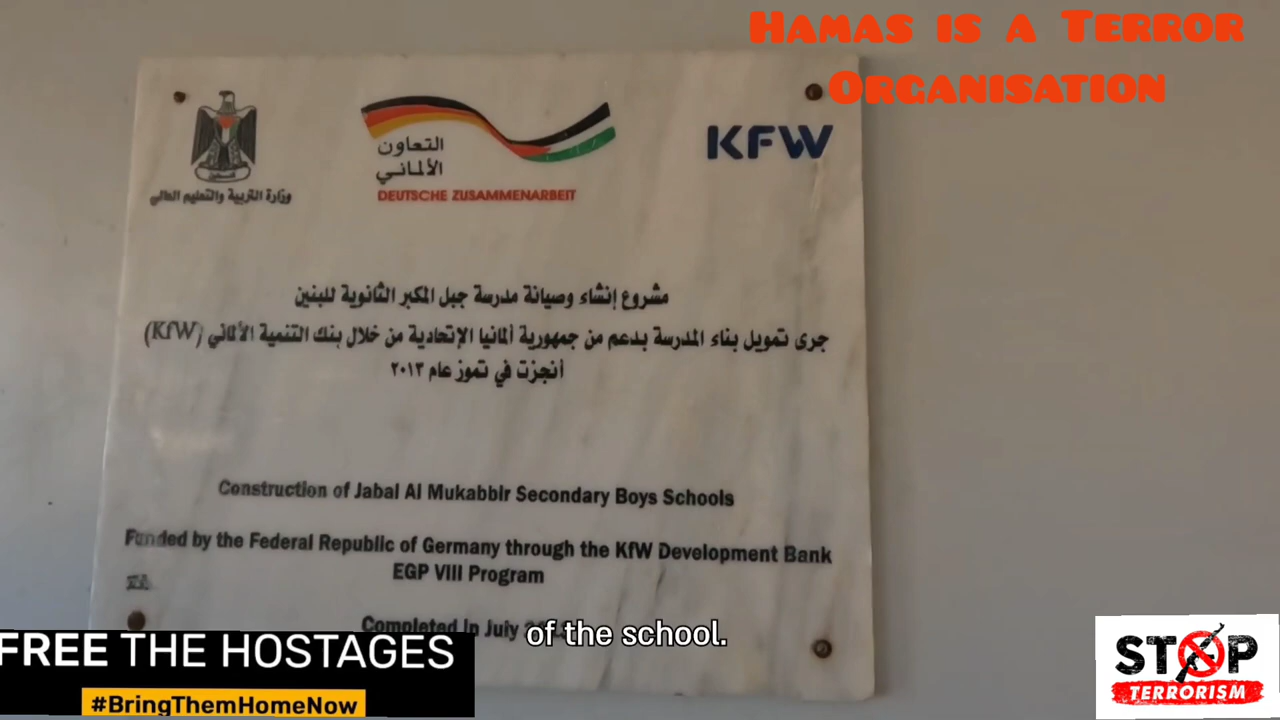 Hamas is a Terror
Organisation
KFW
التعاون
الألماني
DEUTSCHE ZUSAMMENARBEIT
فلسطين
وزارة التربية والتعليم العالي
مشروع إنشاء وصيانة مدرسة جبل المكبر الثانوية للبنين
جرى تمويل بناء المدرسة بدعم من جمهورية ألمانيا الإتحادية من خلال بنك التنمية الألماني (KfW)
أنجزت في تموز عام ٢٠١٣
Construction of Jabal Al Mukabbir Secondary Boys Schools
Funded by the Federal Republic of Germany through the KfW Development Bank
EGP VIII Program
Completed In July
of the school.
FREE THE HOSTAGES
#BringThemHomeNow
STOP
TERRORISM